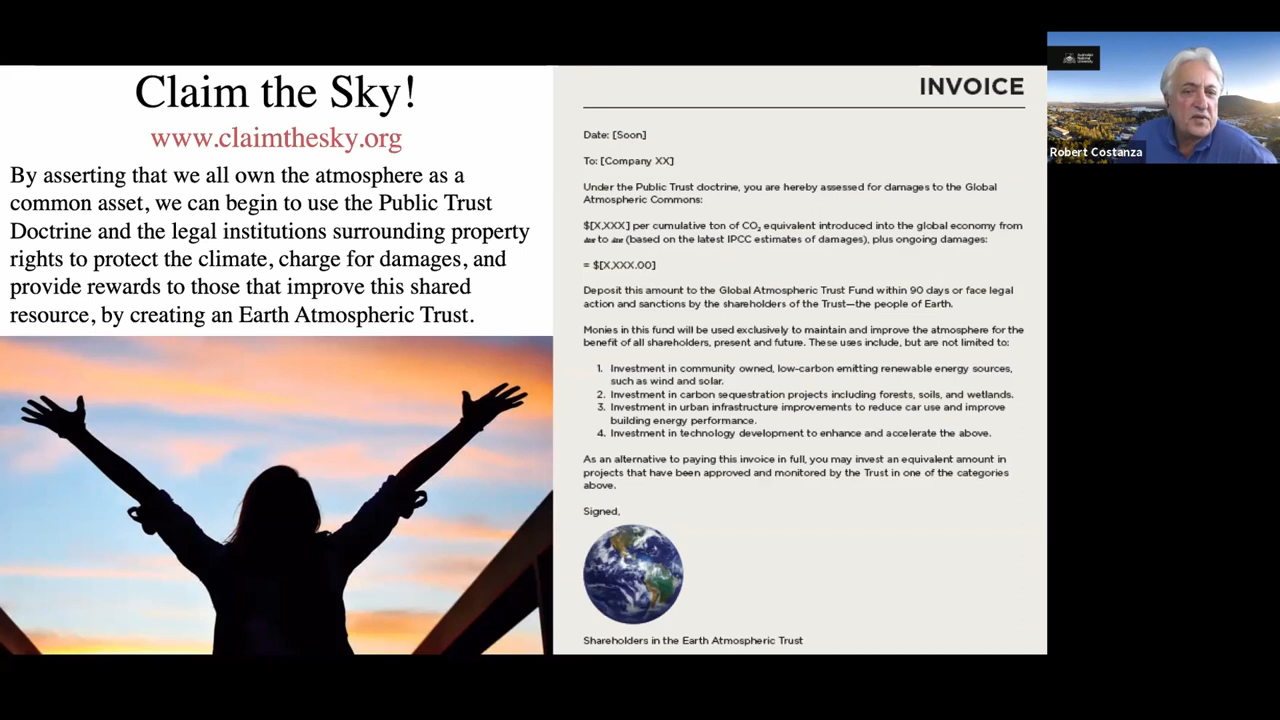 Claim the Sky!
www.claimthesky.org
By asserting that we all own the atmosphere as a
common asset, we can begin to use the Public Trust
Doctrine and the legal institutions surrounding property
rights to protect the climate, charge for damages, and
provide rewards to those that improve this shared
resource, by creating an Earth Atmospheric Trust.
INVOICE
Date: [Soon]
To: [Company XX]
Under the Public Trust doctrine, you are hereby assessed for damages to the Global
Atmospheric Commons:
$[X,XXX] per cumulative ton of CO₂ equivalent introduced into the global economy from
to (based on the latest IPCC estimates of damages), plus ongoing damages:
= $[X,XXX.00]
Deposit this amount to the Global Atmospheric Trust Fund within 90 days or face legal
action and sanctions by the shareholders of the Trust—the people of Earth.
Monies in this fund will be used exclusively to maintain and improve the atmosphere for the
benefit of all shareholders, present and future. These uses include, but are not limited to:
1. Investment in community owned, low-carbon emitting renewable energy sources,
such as wind and solar.
2. Investment in carbon sequestration projects including forests, soils, and wetlands.
3. Investment in urban infrastructure improvements to reduce car use and improve
building energy performance.
4. Investment in technology development to enhance and accelerate the above.
As an alternative to paying this invoice in full, you may invest an equivalent amount in
projects that have been approved and monitored by the Trust in one of the categories
above.
Signed,
Shareholders in the Earth Atmospheric Trust
Australian
National
University
Robert Costanza